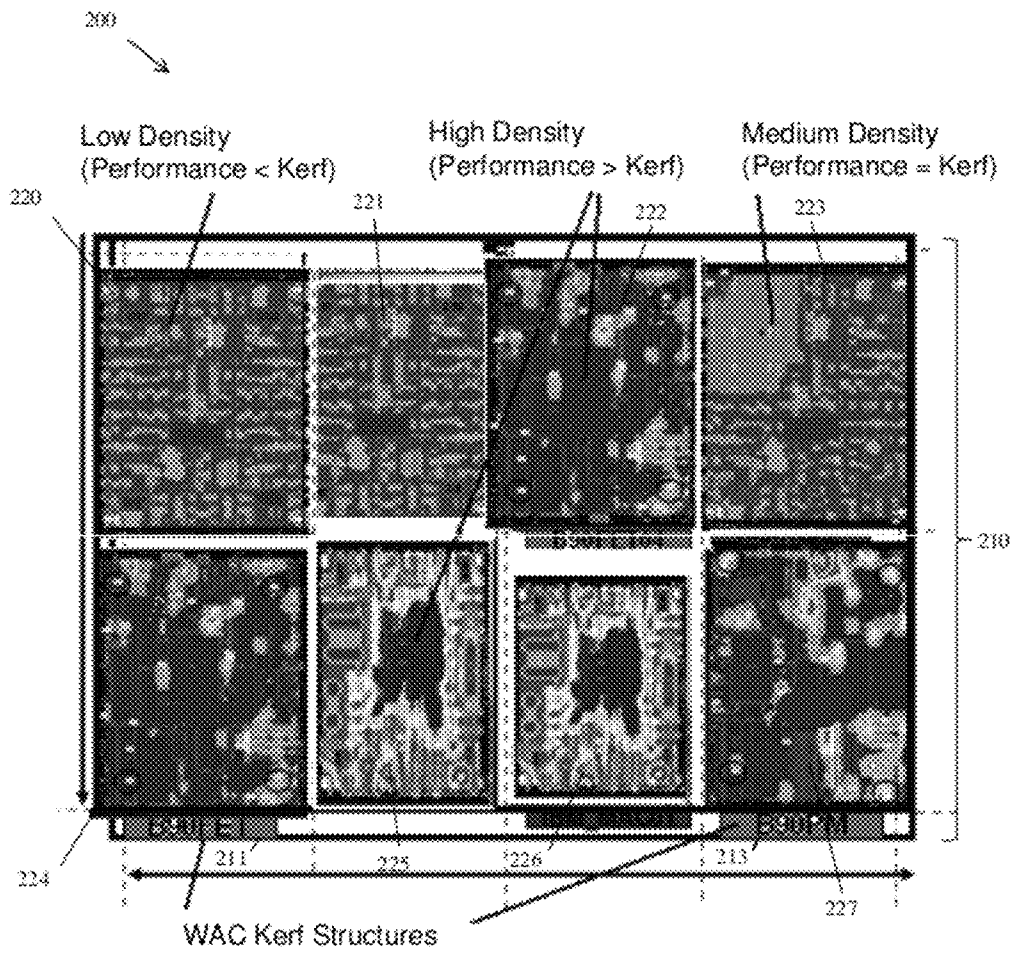 200
Low Density
(Performance < Kerf)
High Density
(Performance > Kerf)
Medium Density
(Performance = Kerf)
220
221
222
223
210
211
225
226
213
224
227
WAC Kerf Structures